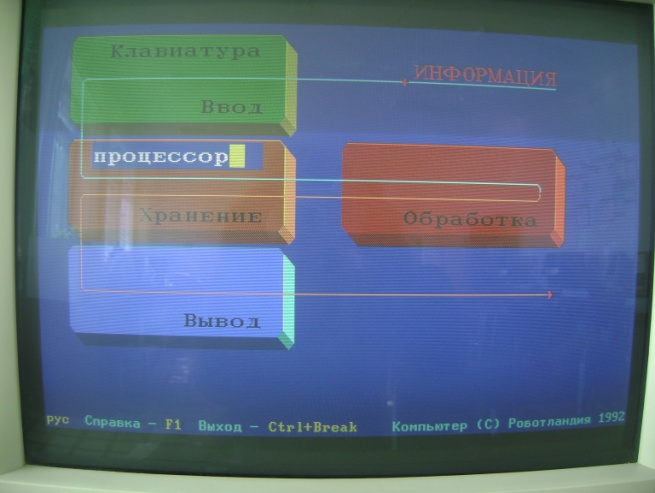 Клавиатура
ИНФОРМАЦИЯ
Ввод
процессор
Хранение
Обработка
Вывод
рус Справка - F1 Выход - Ctrl+Break Компьютер (C) Роботландия 1992